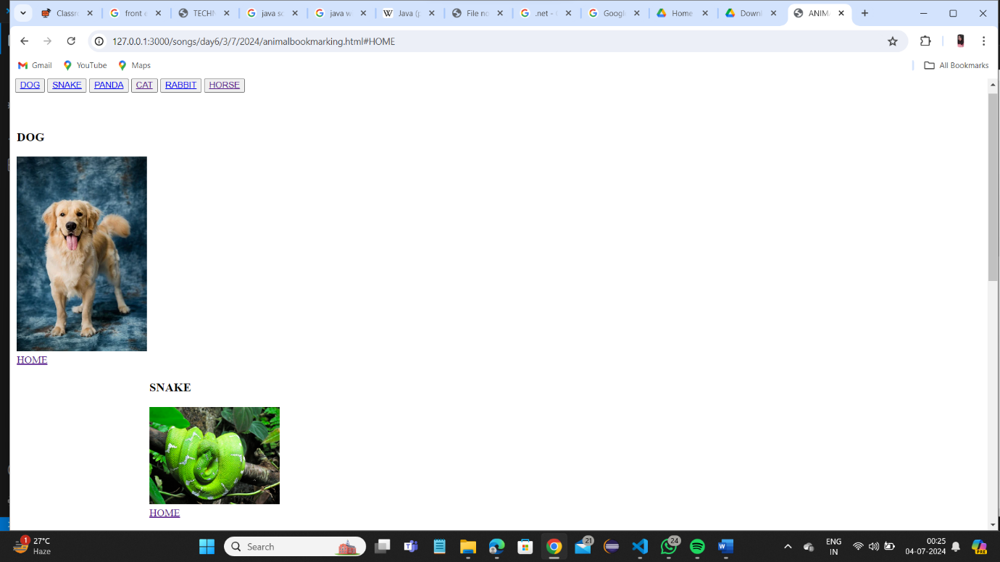 Classr front e TECHN java sc java w Java (p File no .net - G Googl Home Downl ANIM
127.0.0.1:3000/songs/day6/3/7/2024/animalbookmarking.html#HOME
Gmail YouTube Maps All Bookmarks
DOG SNAKE PANDA CAT RABBIT HORSE
DOG
HOME
SNAKE
HOME
1 27°C
Haze
Search
21
24
ENG
IN
00:25
04-07-2024
PRE